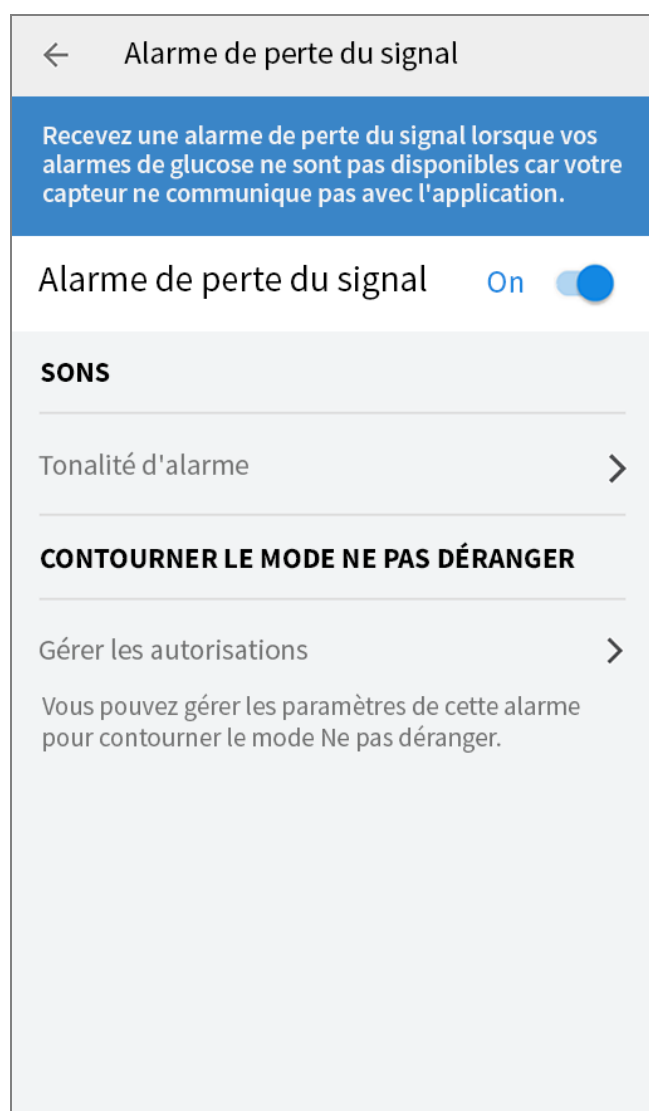 Alarme de perte du signal
Recevez une alarme de perte du signal lorsque vos
alarmes de glucose ne sont pas disponibles car votre
capteur ne communique pas avec l'application.
Alarme de perte du signal On
SONS
Tonalité d'alarme
CONTOURNER LE MODE NE PAS DÉRANGER
Gérer les autorisations
Vous pouvez gérer les paramètres de cette alarme
pour contourner le mode Ne pas déranger.